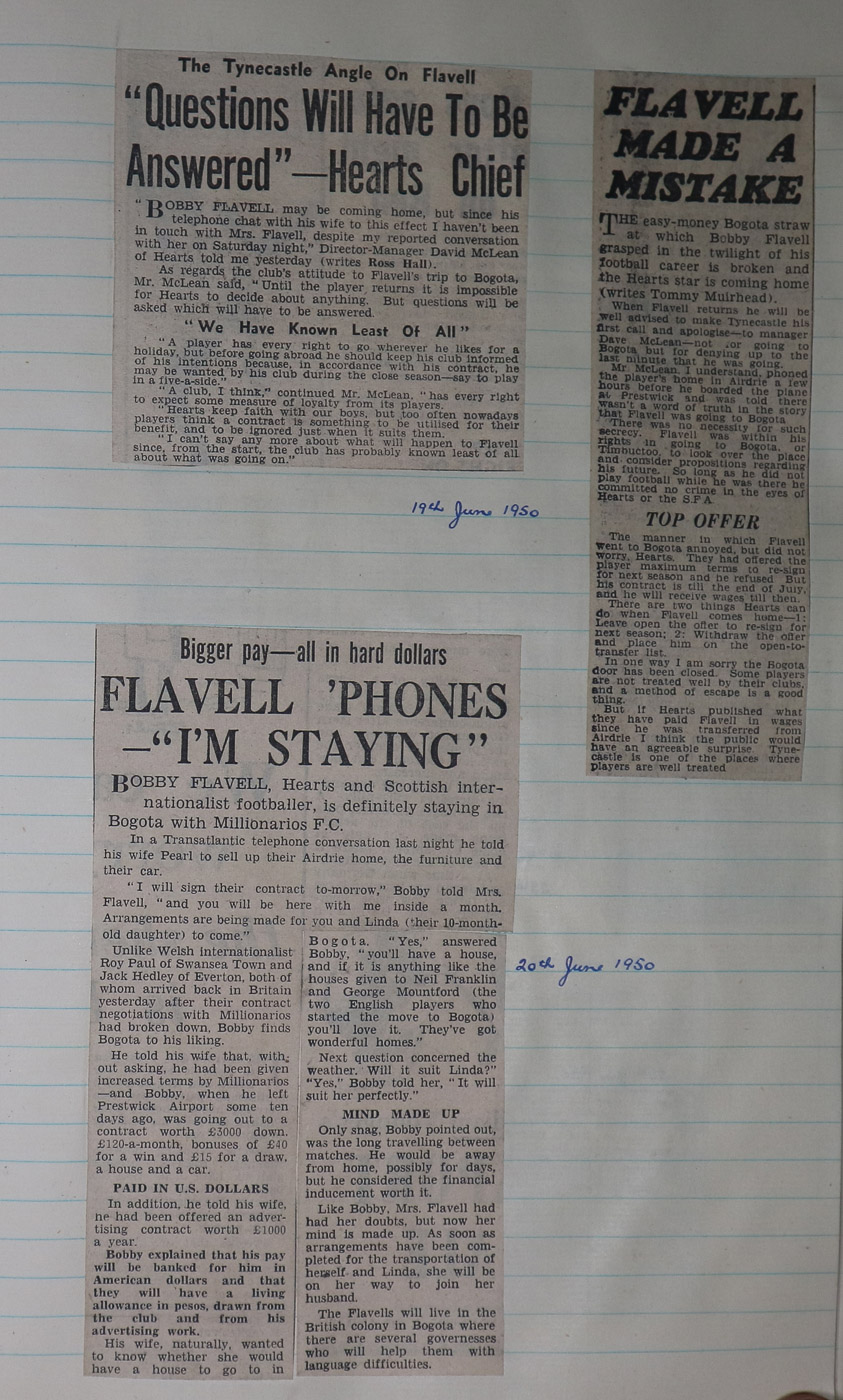 The Tynecastle Angle On Flavell
“Questions Will Have To Be
Answered”—Hearts Chief
“BOBBY FLAVELL may be coming home, but since his
telephone chat with his wife to this effect I haven't been
in touch with Mrs. Flavell, despite my reported conversation
with her on Saturday night,” Director-Manager David McLean
of Hearts told me yesterday (writes Ross Hall).
As regards the club's attitude to Flavell's trip to Bogota,
Mr. McLean said, “Until the player returns it is impossible
for Hearts to decide about anything. But questions will be
asked which will have to be answered.
“We Have Known Least Of All”
“A player has every right to go wherever he likes for a
holiday, but before going abroad he should keep his club informed
of his intentions because, in accordance with his contract, he
may be wanted by his club during the close season—say to play
in a five-a-side.”
“A club, I think,” continued Mr. McLean, “has every right
to expect some measure of loyalty from its players.
“Hearts keep faith with our boys, but too often nowadays
players think a contract is something to be utilised for their
benefit, and to be ignored just when it suits them.
“I can't say any more about what will happen to Flavell
since, from the start, the club has probably known least of all
about what was going on.”
19th June 1950
FLAVELL
MADE A
MISTAKE
THE easy-money Bogota straw
at which Bobby Flavell
grasped in the twilight of his
football career is broken and
the Hearts star is coming home
(writes Tommy Muirhead).
When Flavell returns he will be
well advised to make Tynecastle his
first call and apologise—to manager
Dave McLean—not for going to
Bogota but for denying up to the
last minute that he was going.
Mr. McLean, I understand, phoned
the player's home in Airdrie a few
hours before he boarded the plane
at Prestwick and was told there
wasn't a word of truth in the story
that Flavell was going to Bogota
There was no necessity for such
secrecy. Flavell was within his
rights in going to Bogota, or
Timbuctoo, to look over the place
and consider propositions regarding
his future. So long as he did not
play football while he was there he
committed no crime in the eyes of
Hearts or the S.F A
TOP OFFER
The manner in which Flavell
went to Bogota annoyed, but did not
worry, Hearts. They had offered the
player maximum terms to re-sign
for next season and he refused But
his contract is till the end of July,
and he will receive wages till then.
There are two things Hearts can
do when Flavell comes home—1:
Leave open the offer to re-sign for
next season; 2: Withdraw the offer
and place him on the open-to-
transfer list.
In one way I am sorry the Bogota
door has been closed. Some players
are not treated well by their clubs,
and a method of escape is a good
thing.
But if Hearts published what
they have paid Flavell in wages
since he was transferred from
Airdrie I think the public would
have an agreeable surprise. Tyne-
castle is one of the places where
players are well treated
Bigger pay—all in hard dollars
FLAVELL 'PHONES
—“I'M STAYING”
BOBBY FLAVELL, Hearts and Scottish inter-
nationalist footballer, is definitely staying in
Bogota with Millionarios F.C.
In a Transatlantic telephone conversation last night he told
his wife Pearl to sell up their Airdrie home, the furniture and
their car.
“I will sign their contract to-morrow,” Bobby told Mrs.
Flavell, “and you will be here with me inside a month.
Arrangements are being made for you and Linda (their 10-month-
old daughter) to come.”
Unlike Welsh internationalist
Roy Paul of Swansea Town and
Jack Hedley of Everton, both of
whom arrived back in Britain
yesterday after their contract
negotiations with Millionarios
had broken down, Bobby finds
Bogota to his liking.
He told his wife that, with-
out asking, he had been given
increased terms by Millionarios
—and Bobby, when he left
Prestwick Airport some ten
days ago, was going out to a
contract worth £3000 down.
£120-a-month, bonuses of £40
for a win and £15 for a draw,
a house and a car.
PAID IN U.S. DOLLARS
In addition, he told his wife,
he had been offered an adver-
tising contract worth £1000
a year.
Bobby explained that his pay
will be banked for him in
American dollars and that
they will have a living
allowance in pesos, drawn from
the club and from his
advertising work.
His wife, naturally, wanted
to know whether she would
have a house to go to in
Bogota. “Yes,” answered
Bobby, “you'll have a house,
and if it is anything like the
houses given to Neil Franklin
and George Mountford (the
two English players who
started the move to Bogota)
you'll love it. They've got
wonderful homes.”
Next question concerned the
weather. Will it suit Linda?”
“Yes,” Bobby told her, “It will
suit her perfectly.”
MIND MADE UP
Only snag, Bobby pointed out,
was the long travelling between
matches. He would be away
from home, possibly for days,
but he considered the financial
inducement worth it.
Like Bobby, Mrs. Flavell had
had her doubts, but now her
mind is made up. As soon as
arrangements have been com-
pleted for the transportation of
herself and Linda, she will be
on her way to join her
husband.
The Flavells will live in the
British colony in Bogota where
there are several governesses
who will help them with
language difficulties.
20th June 1950